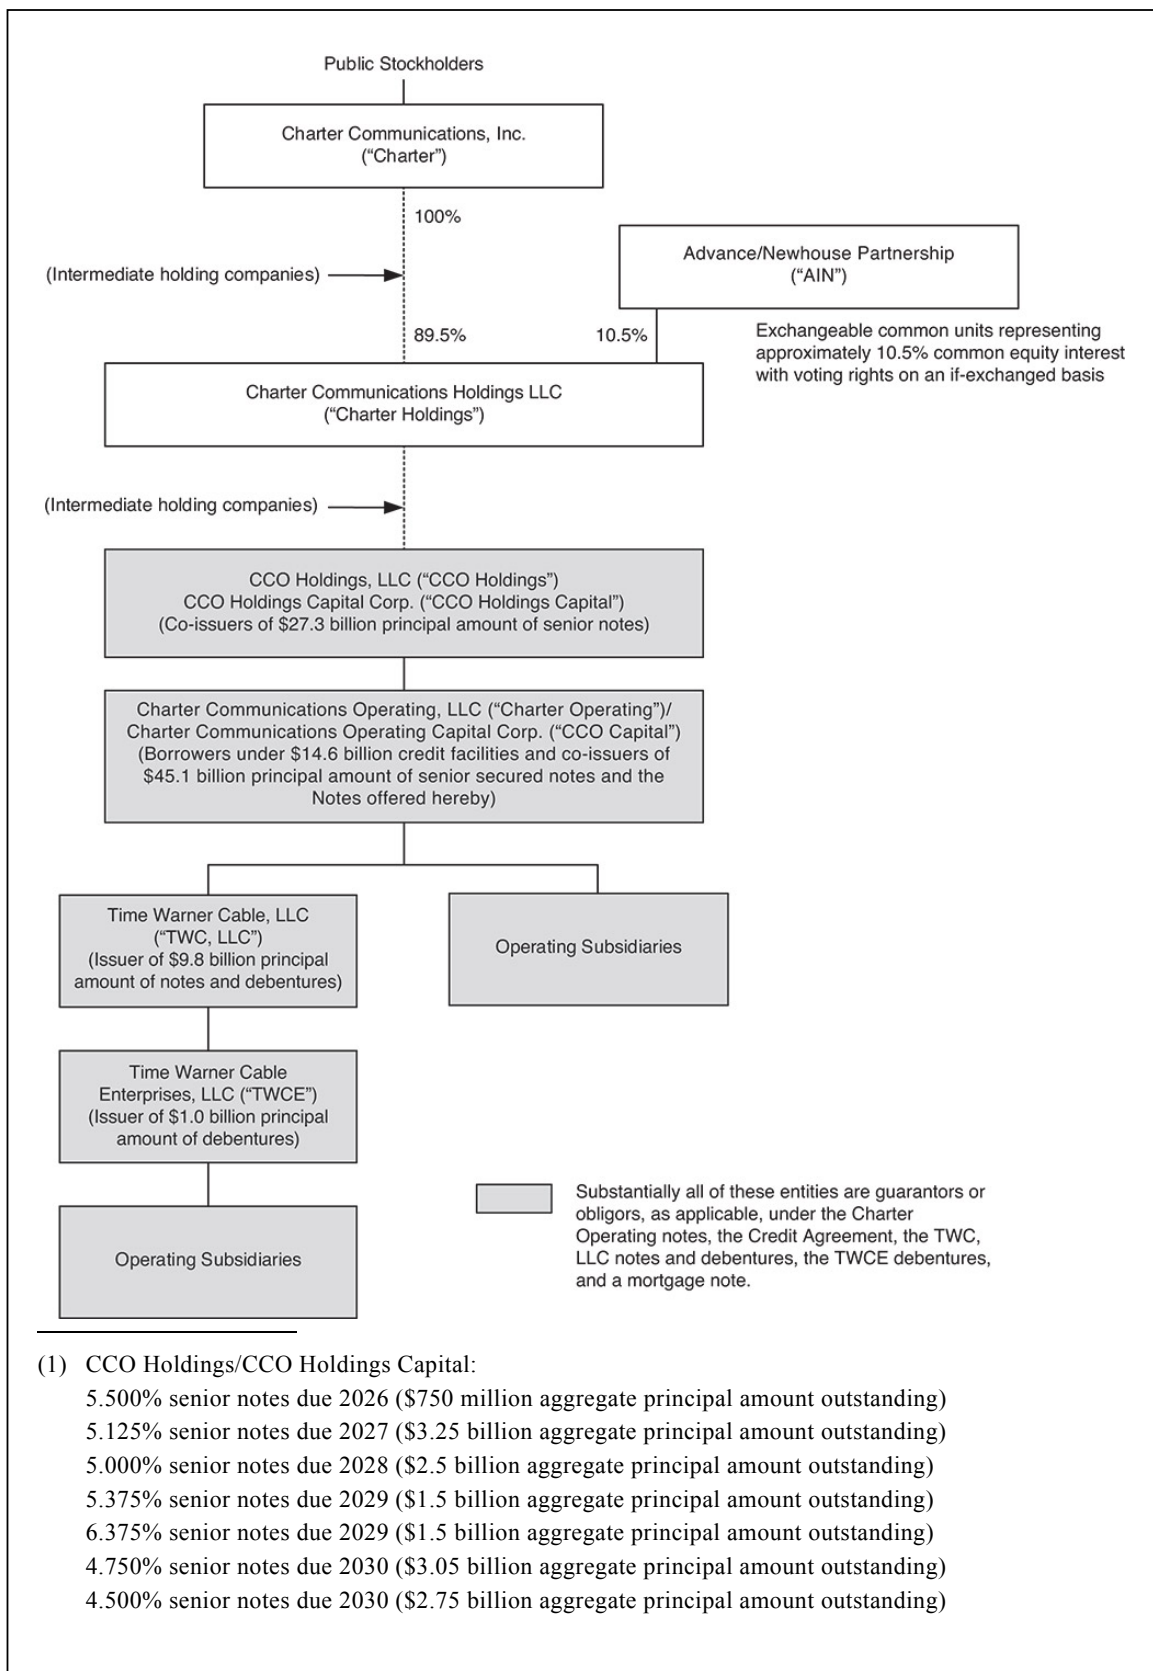 Public Stockholders
Charter Communications, Inc.
(“Charter”)
100%
(Intermediate holding companies)
Advance/Newhouse Partnership
(“AIN”)
89.5%
10.5%
Exchangeable common units representing
approximately 10.5% common equity interest
with voting rights on an if-exchanged basis
Charter Communications Holdings LLC
(“Charter Holdings”)
(Intermediate holding companies)
CCO Holdings, LLC (“CCO Holdings”)
CCO Holdings Capital Corp. (“CCO Holdings Capital”)
(Co-issuers of $27.3 billion principal amount of senior notes)
Charter Communications Operating, LLC (“Charter Operating”)/
Charter Communications Operating Capital Corp. (“CCO Capital”)
(Borrowers under $14.6 billion credit facilities and co-issuers of
$45.1 billion principal amount of senior secured notes and the
Notes offered hereby)
Time Warner Cable, LLC
(“TWC, LLC”)
(Issuer of $9.8 billion principal
amount of notes and debentures)
Operating Subsidiaries
Time Warner Cable
Enterprises, LLC (“TWCE”)
(Issuer of $1.0 billion principal
amount of debentures)
Operating Subsidiaries
Substantially all of these entities are guarantors or
obligors, as applicable, under the Charter
Operating notes, the Credit Agreement, the TWC,
LLC notes and debentures, the TWCE debentures,
and a mortgage note.
(1) CCO Holdings/CCO Holdings Capital:
5.500% senior notes due 2026 ($750 million aggregate principal amount outstanding)
5.125% senior notes due 2027 ($3.25 billion aggregate principal amount outstanding)
5.000% senior notes due 2028 ($2.5 billion aggregate principal amount outstanding)
5.375% senior notes due 2029 ($1.5 billion aggregate principal amount outstanding)
6.375% senior notes due 2029 ($1.5 billion aggregate principal amount outstanding)
4.750% senior notes due 2030 ($3.05 billion aggregate principal amount outstanding)
4.500% senior notes due 2030 ($2.75 billion aggregate principal amount outstanding)